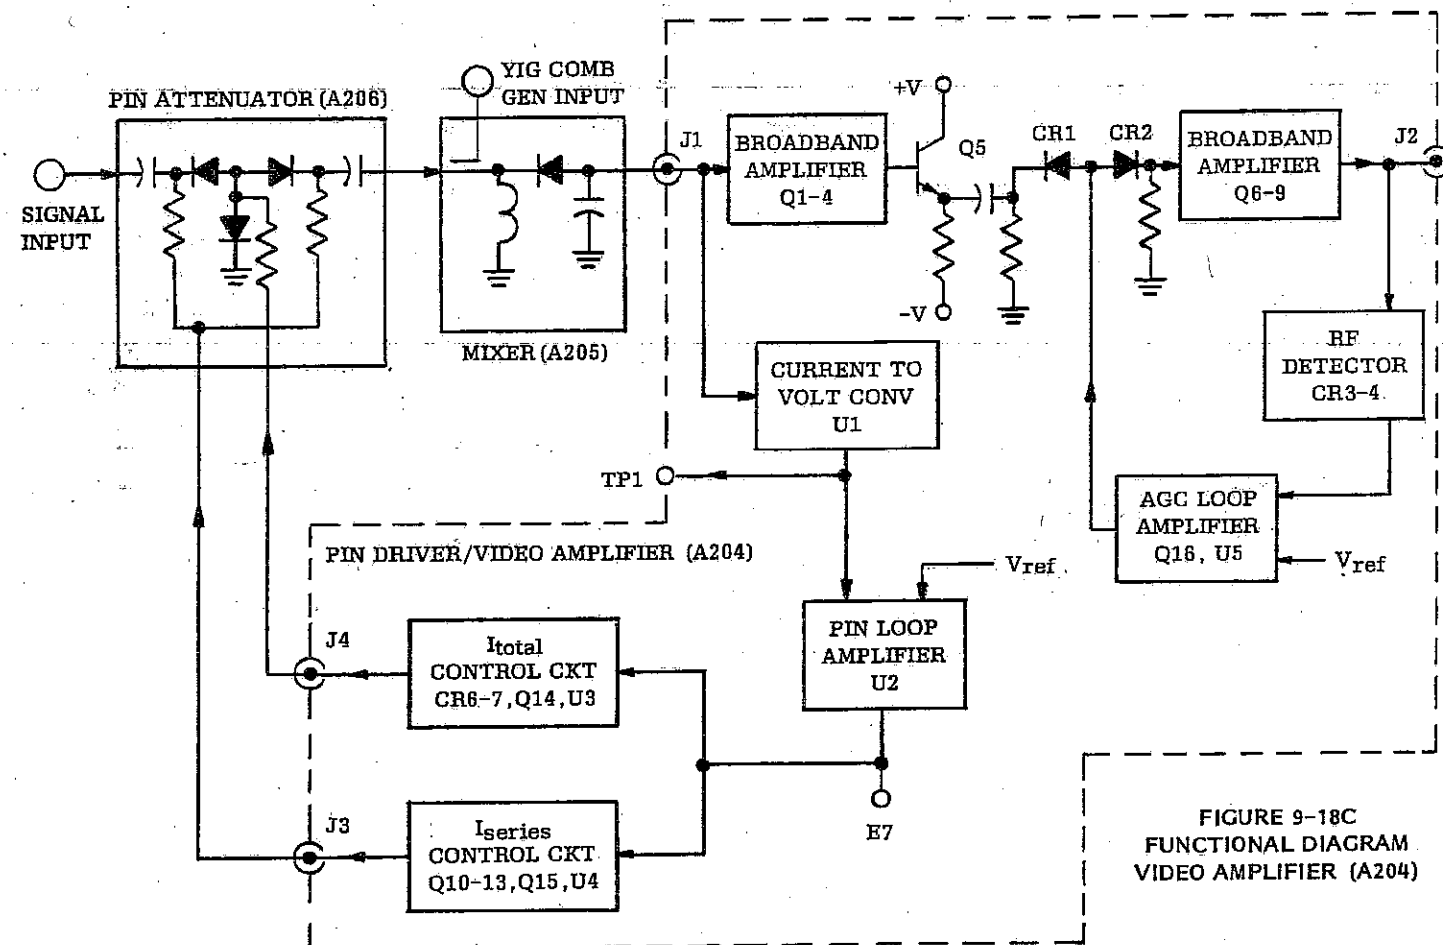 YIG COMB
GEN INPUT
PIN ATTENUATOR (A206)
SIGNAL
INPUT
MIXER (A205)
J1
BROADBAND
AMPLIFIER
Q1-4
+V
Q5
-V
CR1
CR2
BROADBAND
AMPLIFIER
Q6-9
J2
RF
DETECTOR
CR3-4
CURRENT TO
VOLT CONV
U1
TP1
AGC LOOP
AMPLIFIER
Q16, U5
Vref
PIN DRIVER/VIDEO AMPLIFIER (A204)
Vref
PIN LOOP
AMPLIFIER
U2
J4
Itotal
CONTROL CKT
CR6-7, Q14, U3
J3
Iseries
CONTROL CKT
Q10-13, Q15, U4
E7
FIGURE 9-18C
FUNCTIONAL DIAGRAM
VIDEO AMPLIFIER (A204)